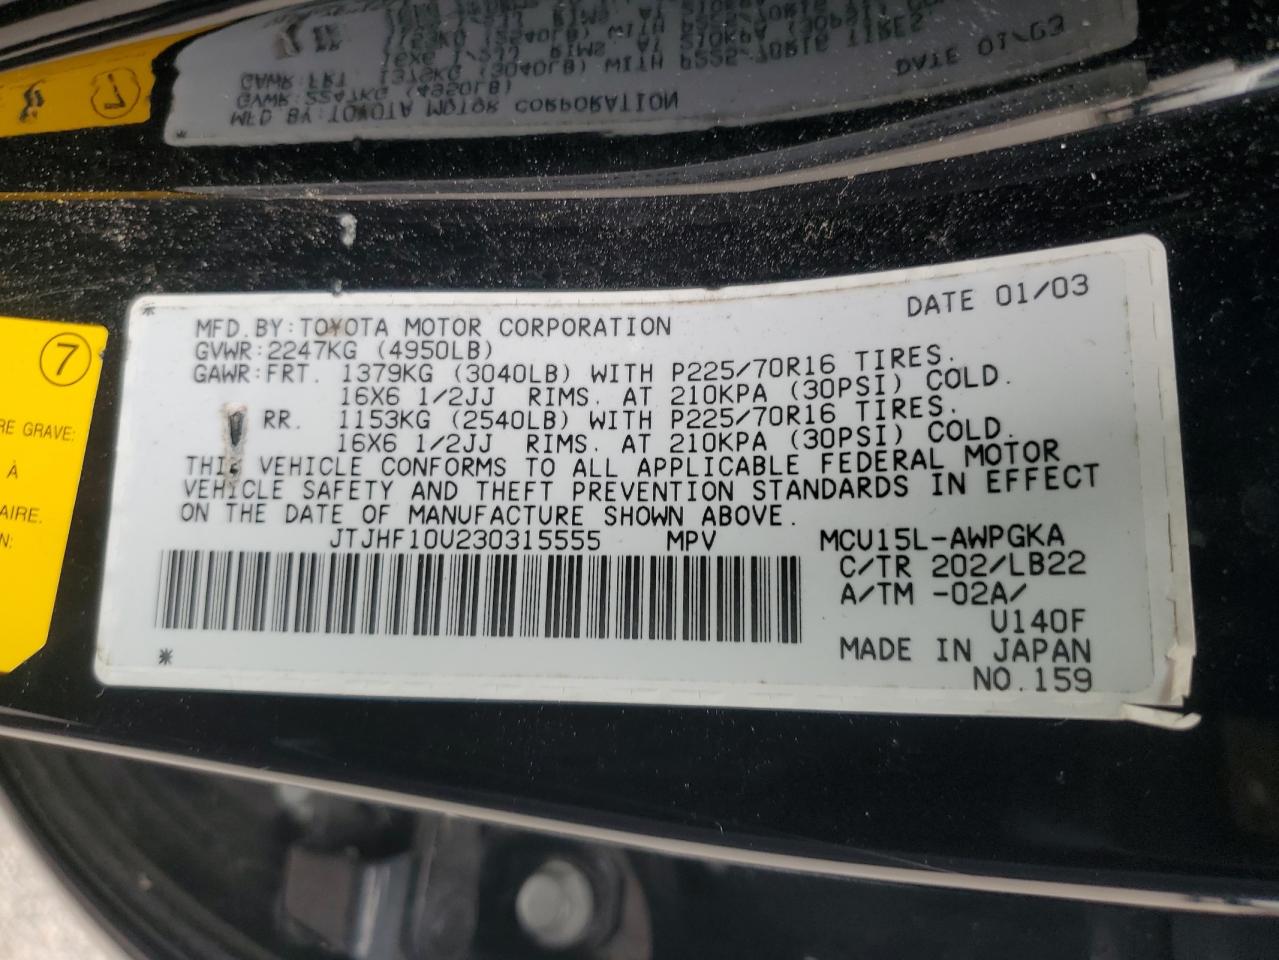 DATE 01/03
MFD. BY: TOYOTA MOTOR CORPORATION
GVWR: 2247KG (4950LB)
GAWR: FRT. 1379KG (3040LB) WITH P225/70R16 TIRES.
16X6 1/2JJ RIMS. AT 210KPA (30PSI) COLD.
RR. 1153KG (2540LB) WITH P225/70R16 TIRES.
16X6 1/2JJ RIMS. AT 210KPA (30PSI) COLD.
THIS VEHICLE CONFORMS TO ALL APPLICABLE FEDERAL MOTOR
VEHICLE SAFETY AND THEFT PREVENTION STANDARDS IN EFFECT
ON THE DATE OF MANUFACTURE SHOWN ABOVE.
JTJHF10U230315555 MPV MCU15L-AWPGKA
C/TR 202/LB22
A/TM -02A/
U140F
MADE IN JAPAN
NO. 159
7
RE GRAVE:
À
AIRE.
N: